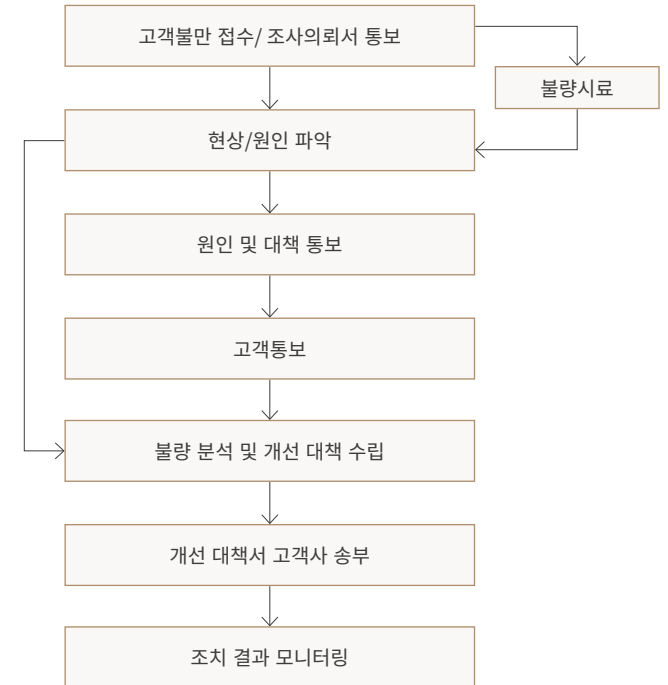 고객불만 접수/ 조사의뢰서 통보
불량시료
현상/원인 파악
원인 및 대책 통보
고객통보
불량 분석 및 개선 대책 수립
개선 대책서 고객사 송부
조치 결과 모니터링